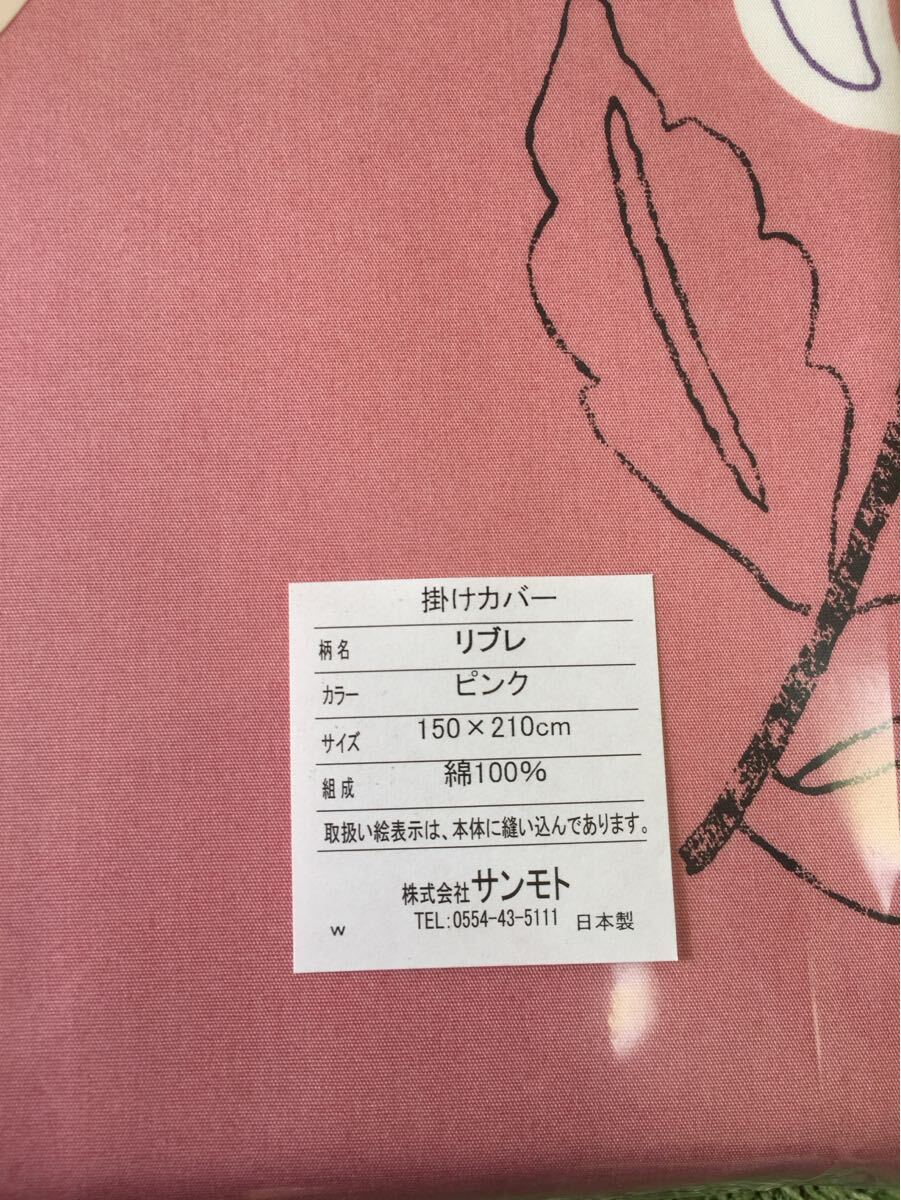 掛けカバー
柄名 リブレ
カラー ピンク
サイズ 150×210cm
組成 綿100%
取扱い絵表示は、本体に縫い込んであります。
株式会社サンモト
W TEL:0554-43-5111 日本製